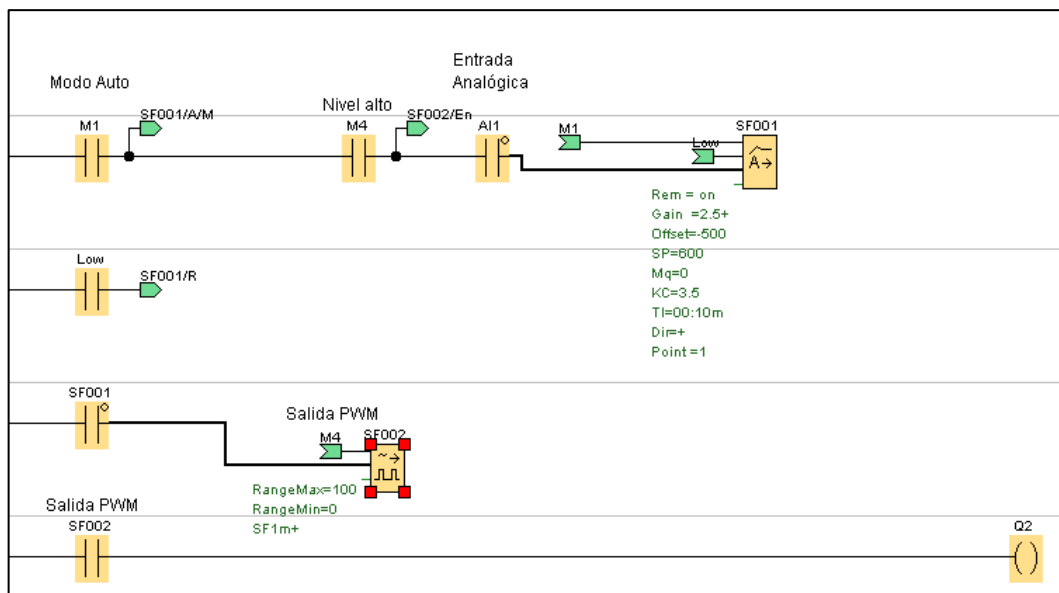 Entrada
Analógica
Modo Auto
Nivel alto
SF001/A/M
SF002/En
M1
M4
AI1
M1
SF001
Low
A
Rem = on
Gain =2.5+
Offset=-500
SP=600
Mq=0
KC=3.5
TI=00:10m
Dir=+
Point =1
Low
SF001/R
SF001
Salida PWM
M4
SF002
RangeMax=100
RangeMin=0
SF1m+
Salida PWM
SF002
Q2